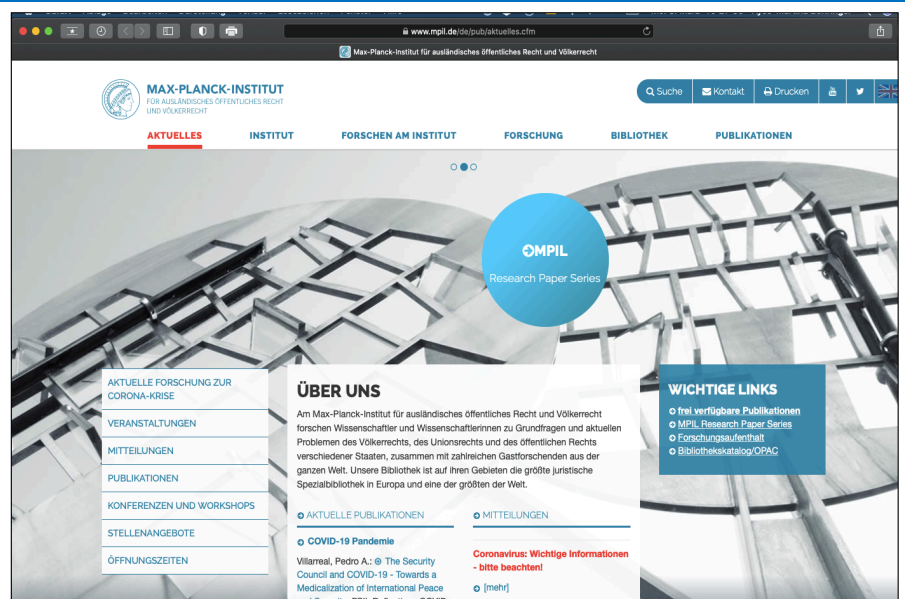 www.mpil.de/de/pub/aktuelles.cfm
Max-Planck-Institut für ausländisches öffentliches Recht und Völkerrecht
MAX-PLANCK-INSTITUT
FÜR AUSLÄNDISCHES ÖFFENTLICHES RECHT
UND VÖLKERRECHT
Suche
Kontakt
Drucken
AKTUELLES
INSTITUT
FORSCHEN AM INSTITUT
FORSCHUNG
BIBLIOTHEK
PUBLIKATIONEN
MPIL
Research Paper Series
AKTUELLE FORSCHUNG ZUR
CORONA-KRISE
VERANSTALTUNGEN
MITTEILUNGEN
PUBLIKATIONEN
KONFERENZEN UND WORKSHOPS
STELLENANGEBOTE
ÖFFNUNGSZEITEN
ÜBER UNS
Am Max-Planck-Institut für ausländisches öffentliches Recht und Völkerrecht
forschen Wissenschaftler und Wissenschaftlerinnen zu Grundfragen und aktuellen
Problemen des Völkerrechts, des Unionsrechts und des öffentlichen Rechts
verschiedener Staaten, zusammen mit zahlreichen Gastforschenden aus der
ganzen Welt. Unsere Bibliothek ist auf ihren Gebieten die größte juristische
Spezialbibliothek in Europa und eine der größten der Welt.
AKTUELLE PUBLIKATIONEN
COVID-19 Pandemie
Villarreal, Pedro A.: The Security
Council and COVID-19 - Towards a
Medicalization of International Peace
MITTEILUNGEN
Coronavirus: Wichtige Informationen
- bitte beachten!
[mehr]
WICHTIGE LINKS
frei verfügbare Publikationen
MPIL Research Paper Series
Forschungsaufenthalt
Bibliothekskatalog/OPAC